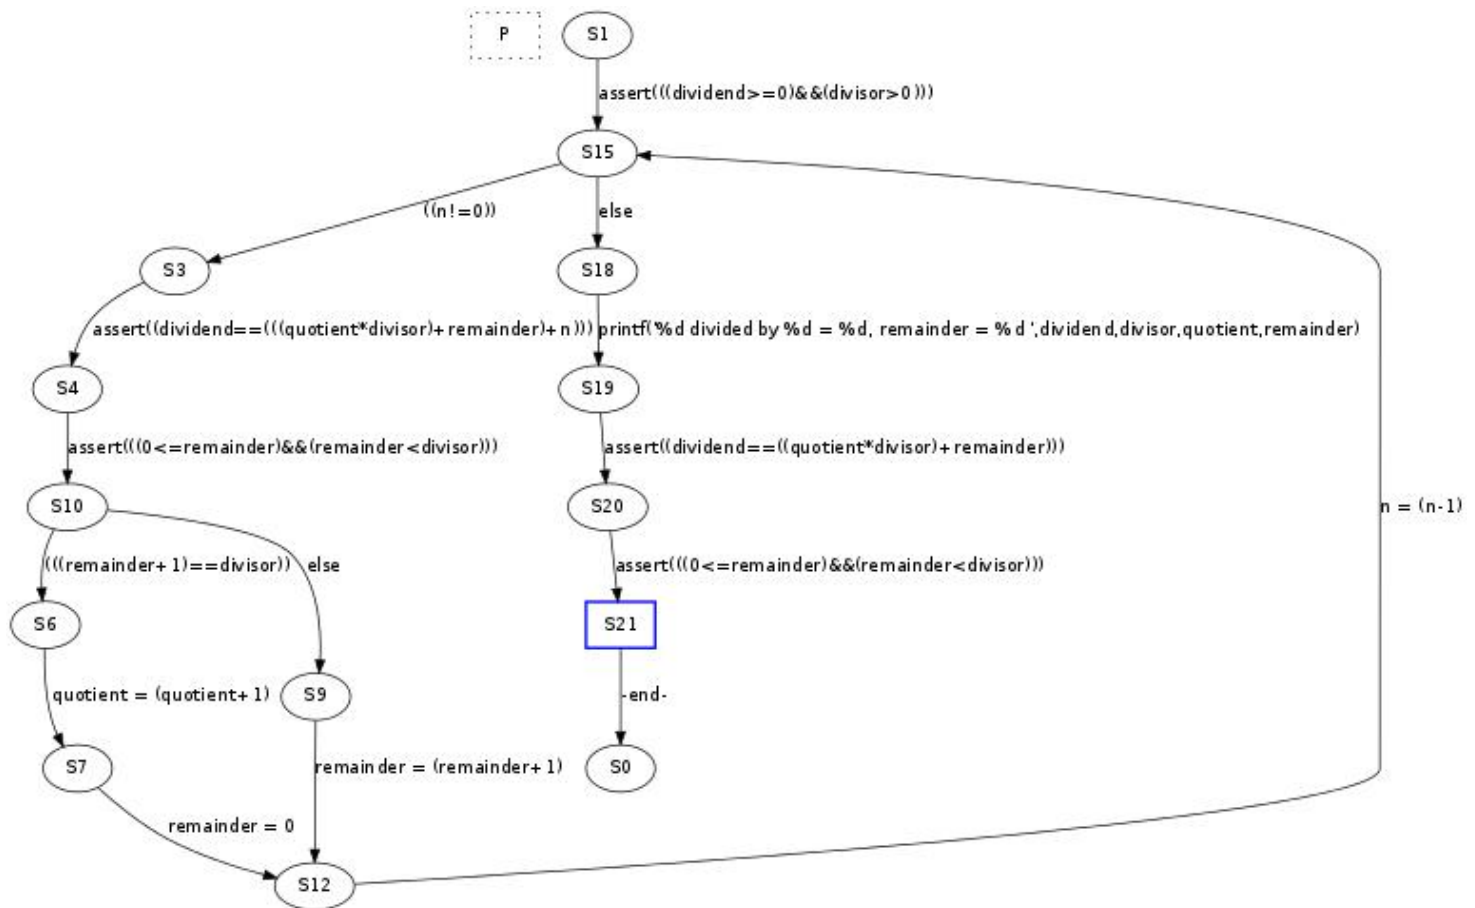 P
S1
assert(((dividend>=0)&&(divisor>0)))
S15
((n!=0))
else
S3
S18
assert((dividend==(((quotient*divisor)+remainder)+n)))
printf('%d divided by %d = %d, remainder = %d ',dividend,divisor,quotient,remainder)
S4
S19
assert(((0<=remainder)&&(remainder<divisor)))
assert((dividend==((quotient*divisor)+remainder)))
S10
S20
n = (n-1)
(((remainder+1)==divisor))
else
assert(((0<=remainder)&&(remainder<divisor)))
S6
S21
quotient = (quotient+1)
S9
-end-
S7
remainder = (remainder+1)
S0
remainder = 0
S12